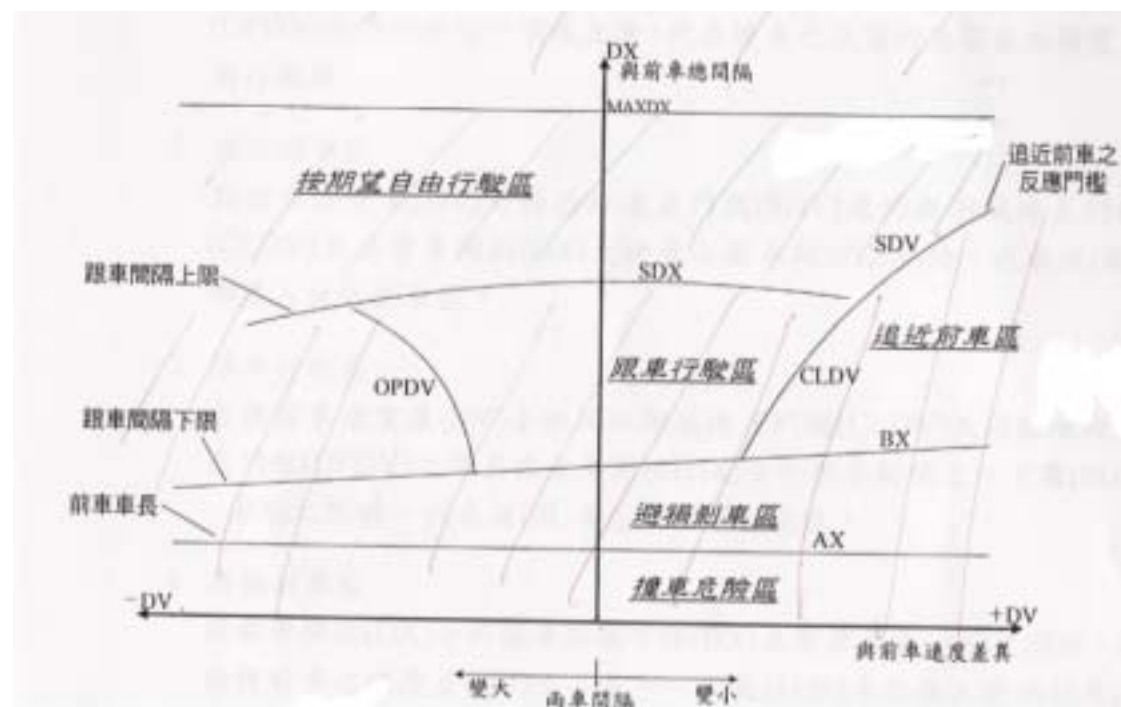 DX
與前車總間隔
MAXDX
追近前車之
反應門檻
按期望自由行駛區
SDV
跟車間隔上限
SDX
追近前車區
跟車行駛區
OPDV
CLDV
跟車間隔下限
BX
前車車長
避禍剎車區
AX
撞車危險區
－DV
+DV
與前車速度差異
變大
兩車間隔
變小